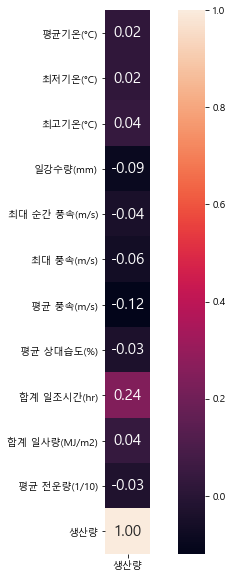 평균기온(°C) 0.02
최저기온(°C) 0.02
최고기온(°C) 0.04
일강수량(mm) -0.09
최대 순간 풍속(m/s) -0.04
최대 풍속(m/s) -0.06
평균 풍속(m/s) -0.12
평균 상대습도(%) -0.03
합계 일조시간(hr) 0.24
합계 일사량(MJ/m2) 0.04
평균 전운량(1/10) -0.03
생산량 1.00
생산량
1.0
0.8
0.6
0.4
0.2
0.0